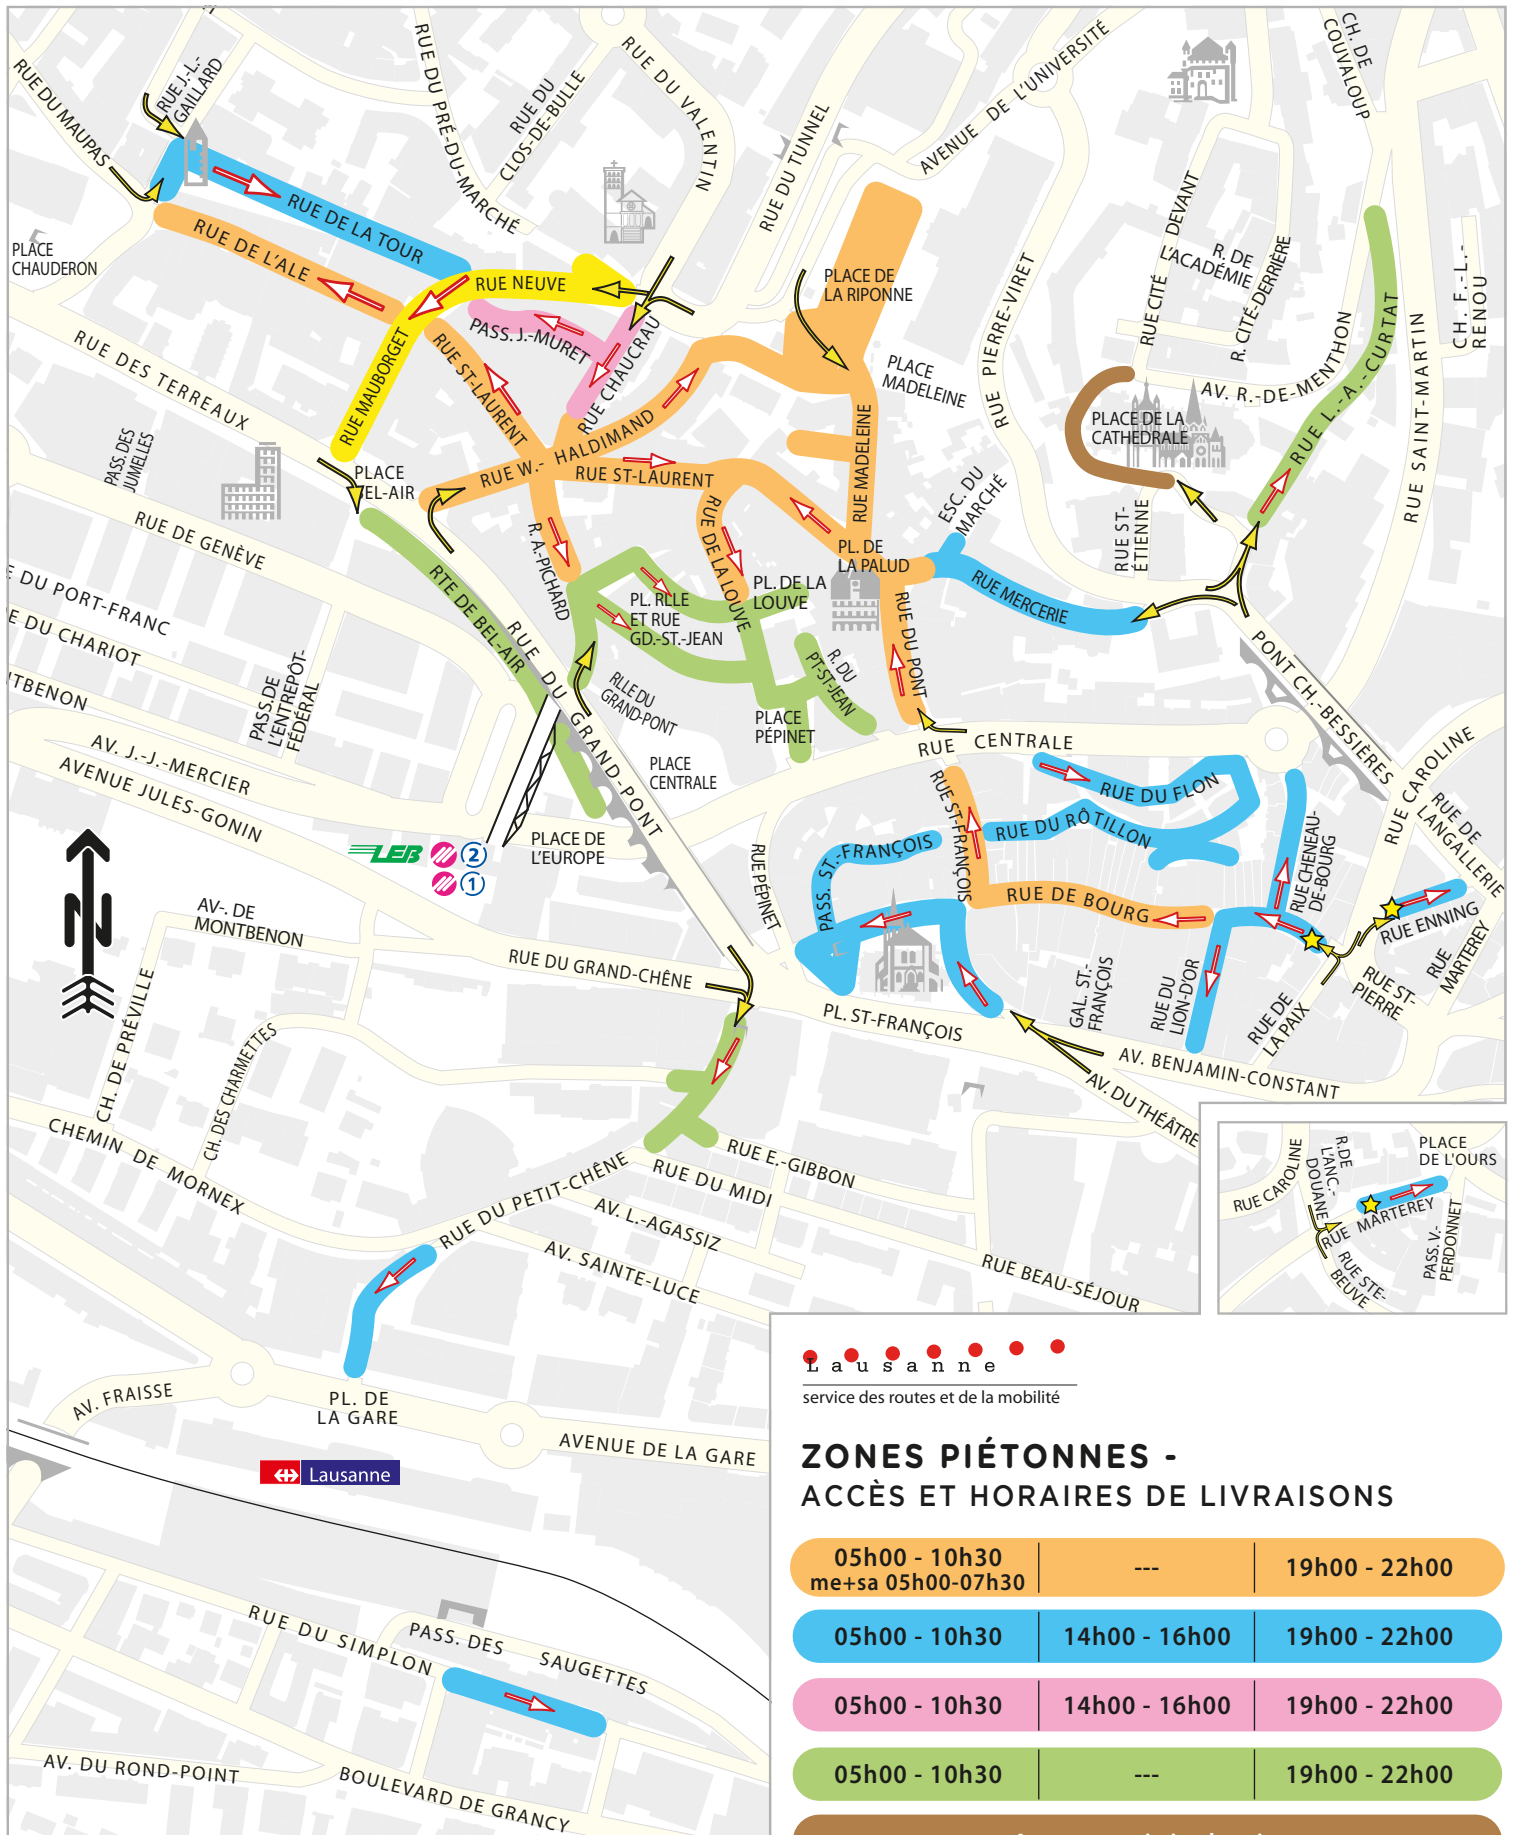 RUE DU MAUPAS
RUE J.-L.-
GAILLARD
RUE DU PRÉ-DU-MARCHÉ
RUE DU
CLOS-DE-BULLE
RUE DU VALENTIN
RUE DU TUNNEL
AVENUE DE L'UNIVERSITÉ
CH. DE
COUVALOUP
PLACE
CHAUDERON
RUE DE LA TOUR
RUE DE L'ALE
RUE NEUVE
PASS. J.-MURET
RUE CHAUCRAU
RUE MAUBORGET
RUE ST-LAURENT
PLACE DE
LA RIPONNE
PLACE
MADELEINE
RUE PIERRE-VIRET
RUE CITÉ DEVANT
R. DE
L'ACADÉMIE
R. CITÉ-DERRIÈRE
AV. R.-DE-MENTHON
RUE L.-A.-CURTAT
RUE SAINT-MARTIN
CH. F.-L.-
RENOU
PLACE DE LA
CATHEDRALE
RUE DES TERREAUX
PASS. DES
JUMELLES
PLACE
BEL-AIR
RUE W.- HALDIMAND
RUE ST-LAURENT
RUE MADELEINE
ESC. DU
MARCHÉ
RUE ST-
ÉTIENNE
RUE DE GENÈVE
R. A.-PICHARD
RUE DE LA LOUVE
PL. DE LA
LOUVE
PL. DE
LA PALUD
RUE MERCERIE
E DU PORT-FRANC
E DU CHARIOT
NTBENON
PASS. DE
L'ENTREPÔT-
FÉDÉRAL
RTE DE BEL-AIR
RUE DU GRAND-PONT
PL. RLLE
ET RUE
GD.-ST.-JEAN
RLLE DU
GRAND-PONT
R. DU
PT-ST-JEAN
RUE DU PONT
PLACE
PÉPINET
PLACE
CENTRALE
RUE CENTRALE
PONT CH.-BESSIÈRES
RUE CAROLINE
RUE DE
LANGALLERIE
AV. J.-J.-MERCIER
AVENUE JULES-GONIN
PLACE DE
L'EUROPE
LEB
2
1
RUE PÉPINET
PASS. ST.-FRANÇOIS
RUE ST-FRANÇOIS
RUE DU FLON
RUE DU RÔTILLON
RUE CHENEAU-
DE-BOURG
RUE DE BOURG
RUE ENNING
RUE
MARTEREY
RUE ST-
PIERRE
RUE DE
LA PAIX
RUE DU
LION-D'OR
GAL. ST.-
FRANÇOIS
N
AV-. DE
MONTBENON
RUE DU GRAND-CHÊNE
PL. ST-FRANÇOIS
AV. BENJAMIN-CONSTANT
AV. DU THÉÂTRE
CH. DE PRÉVILLE
CH. DES CHARMETTES
CHEMIN DE MORNEX
RUE DU PETIT-CHÊNE
RUE E.-GIBBON
RUE DU MIDI
AV. L.-AGASSIZ
AV. SAINTE-LUCE
RUE BEAU-SÉJOUR
RUE CAROLINE
R. DE
L'ANC.-
DOUANE
PLACE
DE L'OURS
RUE MARTEREY
PASS. V.-
PERDONNET
RUE STE-
BEUVE
AV. FRAISSE
PL. DE
LA GARE
AVENUE DE LA GARE
Lausanne
RUE DU SIMPLON
PASS. DES SAUGETTES
AV. DU ROND-POINT
BOULEVARD DE GRANCY
Lausanne
service des routes et de la mobilité
ZONES PIÉTONNES -
ACCÈS ET HORAIRES DE LIVRAISONS
05h00 - 10h30
me+sa 05h00-07h30
---
19h00 - 22h00
05h00 - 10h30 14h00 - 16h00 19h00 - 22h00
05h00 - 10h30 14h00 - 16h00 19h00 - 22h00
05h00 - 10h30 --- 19h00 - 22h00